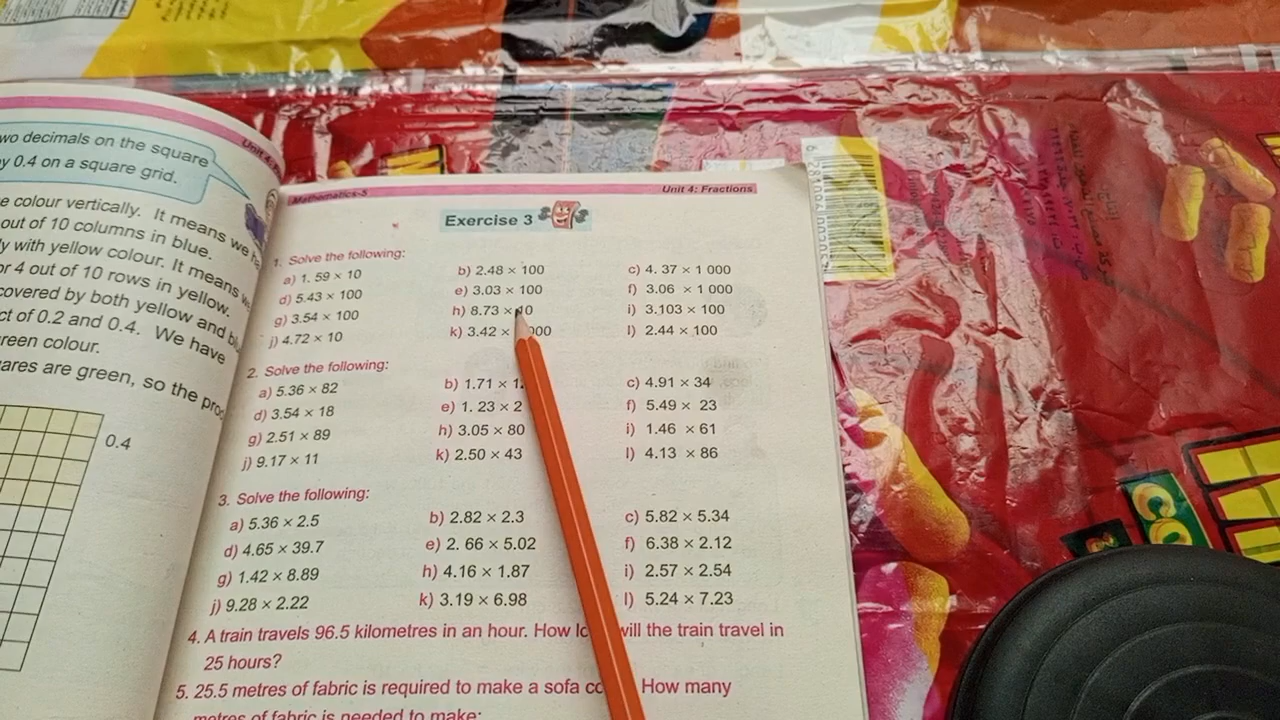 wo decimals on the square
y 0.4 on a square grid.
e colour vertically. It means we
out of 10 columns in blue.
y with yellow colour. It means
or 4 out of 10 rows in yellow.
covered by both yellow and
ct of 0.2 and 0.4. We have
reen colour.
ares are green, so the
0.4
Mathematics-5 Unit 4: Fractions
Exercise 3
1. Solve the following:
a) 1. 59 × 10 b) 2.48 × 100 c) 4. 37 × 1 000
d) 5.43 × 100 e) 3.03 × 100 f) 3.06 × 1 000
g) 3.54 × 100 h) 8.73 × 10 i) 3.103 × 100
j) 4.72 × 10 k) 3.42 × 000 l) 2.44 × 100
2. Solve the following:
a) 5.36 × 82 b) 1.71 × 1 c) 4.91 × 34
d) 3.54 × 18 e) 1. 23 × 2 f) 5.49 × 23
g) 2.51 × 89 h) 3.05 × 80 i) 1.46 × 61
j) 9.17 × 11 k) 2.50 × 43 l) 4.13 × 86
3. Solve the following:
a) 5.36 × 2.5 b) 2.82 × 2.3 c) 5.82 × 5.34
d) 4.65 × 39.7 e) 2. 66 × 5.02 f) 6.38 × 2.12
g) 1.42 × 8.89 h) 4.16 × 1.87 i) 2.57 × 2.54
j) 9.28 × 2.22 k) 3.19 × 6.98 l) 5.24 × 7.23
4. A train travels 96.5 kilometres in an hour. How will the train travel in
25 hours?
5. 25.5 metres of fabric is required to make a sofa How many
metres of fabric is needed to make: